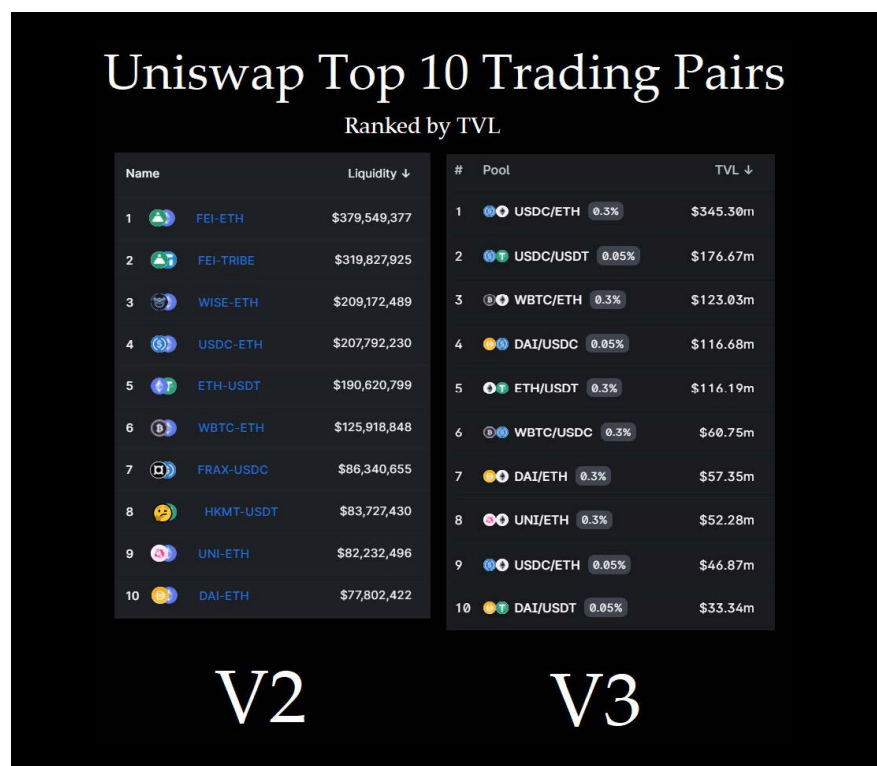 Uniswap Top 10 Trading Pairs
Ranked by TVL
Name Liquidity ↓
1 FEI-ETH $379,549,377
2 FEI-TRIBE $319,827,925
3 WISE-ETH $209,172,489
4 USDC-ETH $207,792,230
5 ETH-USDT $190,620,799
6 WBTC-ETH $125,918,848
7 FRAX-USDC $86,340,655
8 HKMT-USDT $83,727,430
9 UNI-ETH $82,232,496
10 DAI-ETH $77,802,422
V2
# Pool TVL ↓
1 USDC/ETH 0.3% $345.30m
2 USDC/USDT 0.05% $176.67m
3 WBTC/ETH 0.3% $123.03m
4 DAI/USDC 0.05% $116.68m
5 ETH/USDT 0.3% $116.19m
6 WBTC/USDC 0.3% $60.75m
7 DAI/ETH 0.3% $57.35m
8 UNI/ETH 0.3% $52.28m
9 USDC/ETH 0.05% $46.87m
10 DAI/USDT 0.05% $33.34m
V3